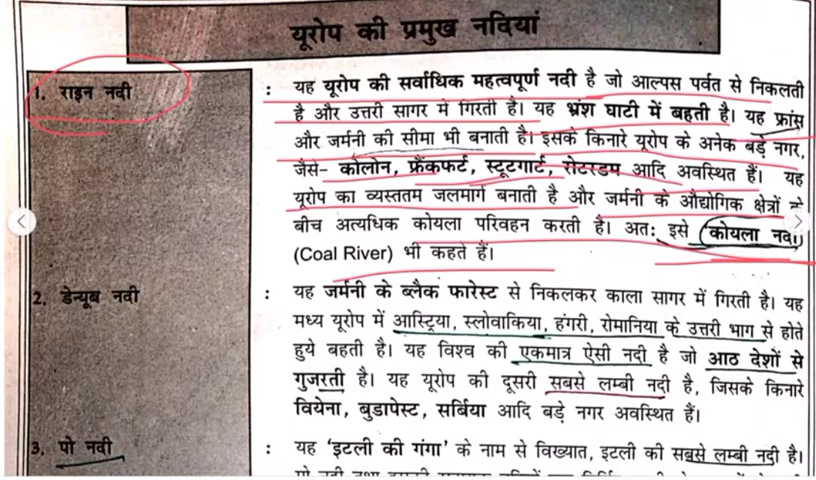 यूरोप की प्रमुख नदियां
1. राइन नदी : यह यूरोप की सर्वाधिक महत्वपूर्ण नदी है जो आल्पस पर्वत से निकलती
है और उत्तरी सागर में गिरती है। यह भ्रंश घाटी में बहती है। यह फ्रांस
और जर्मनी की सीमा भी बनाती है। इसके किनारे यूरोप के अनेक बड़े नगर,
जैसे- कोलोन, फ्रैंकफर्ट, स्टूटगार्ट, रोटरडम आदि अवस्थित हैं। यह
यूरोप का व्यस्ततम जलमार्ग बनाती है और जर्मनी के औद्योगिक क्षेत्रों के
बीच अत्यधिक कोयला परिवहन करती है। अतः इसे (कोयला नदी)
(Coal River) भी कहते हैं।
2. डेन्यूब नदी : यह जर्मनी के ब्लैक फारेस्ट से निकलकर काला सागर में गिरती है। यह
मध्य यूरोप में आस्ट्रिया, स्लोवाकिया, हंगरी, रोमानिया के उत्तरी भाग से होते
हुये बहती है। यह विश्व की एकमात्र ऐसी नदी है जो आठ देशों से
गुजरती है। यह यूरोप की दूसरी सबसे लम्बी नदी है, जिसके किनारे
वियेना, बुडापेस्ट, सर्बिया आदि बड़े नगर अवस्थित हैं।
3. पो नदी : यह 'इटली की गंगा' के नाम से विख्यात, इटली की सबसे लम्बी नदी है।